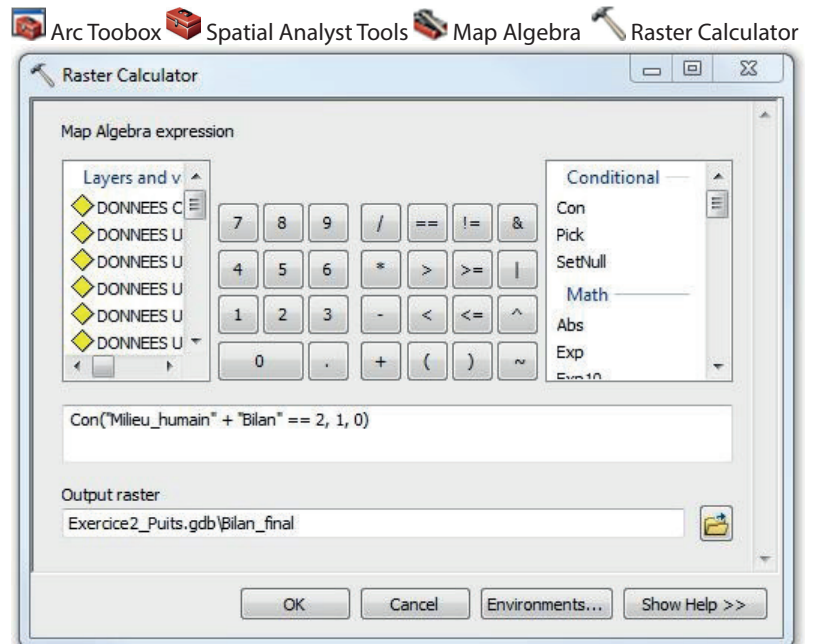 Arc Toobox Spatial Analyst Tools Map Algebra Raster Calculator
Raster Calculator
Map Algebra expression
Layers and v
DONNEES C
DONNEES U
DONNEES U
DONNEES U
DONNEES U
DONNEES U
7 8 9 / == != &
4 5 6 * > >= |
1 2 3 - < <= ^
0 . + ( ) ~
Conditional
Con
Pick
SetNull
Math
Abs
Exp
Exp10
Con("Milieu_humain" + "Bilan" == 2, 1, 0)
Output raster
Exercice2_Puits.gdb\Bilan_final
OK Cancel Environments... Show Help >>